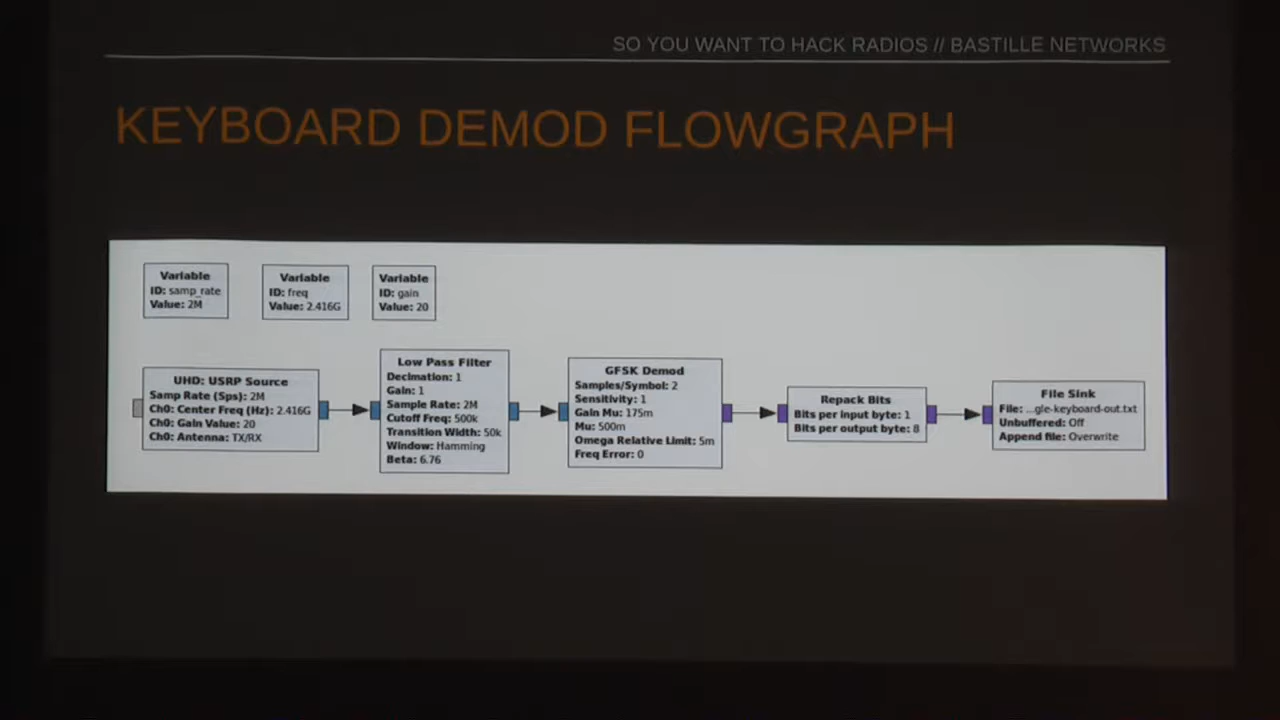 SO YOU WANT TO HACK RADIOS // BASTILLE NETWORKS
KEYBOARD DEMOD FLOWGRAPH
Variable
ID: samp_rate
Value: 2M
Variable
ID: freq
Value: 2.416G
Variable
ID: gain
Value: 20
UHD: USRP Source
Samp Rate (Sps): 2M
Ch0: Center Freq (Hz): 2.416G
Ch0: Gain Value: 20
Ch0: Antenna: TX/RX
Low Pass Filter
Decimation: 1
Gain: 1
Sample Rate: 2M
Cutoff Freq: 500k
Transition Width: 50k
Window: Hamming
Beta: 6.76
GFSK Demod
Samples/Symbol: 2
Sensitivity: 1
Gain Mu: 175m
Mu: 500m
Omega Relative Limit: 5m
Freq Error: 0
Repack Bits
Bits per input byte: 1
Bits per output byte: 8
File Sink
File: ...gle-keyboard-out.txt
Unbuffered: Off
Append file: Overwrite